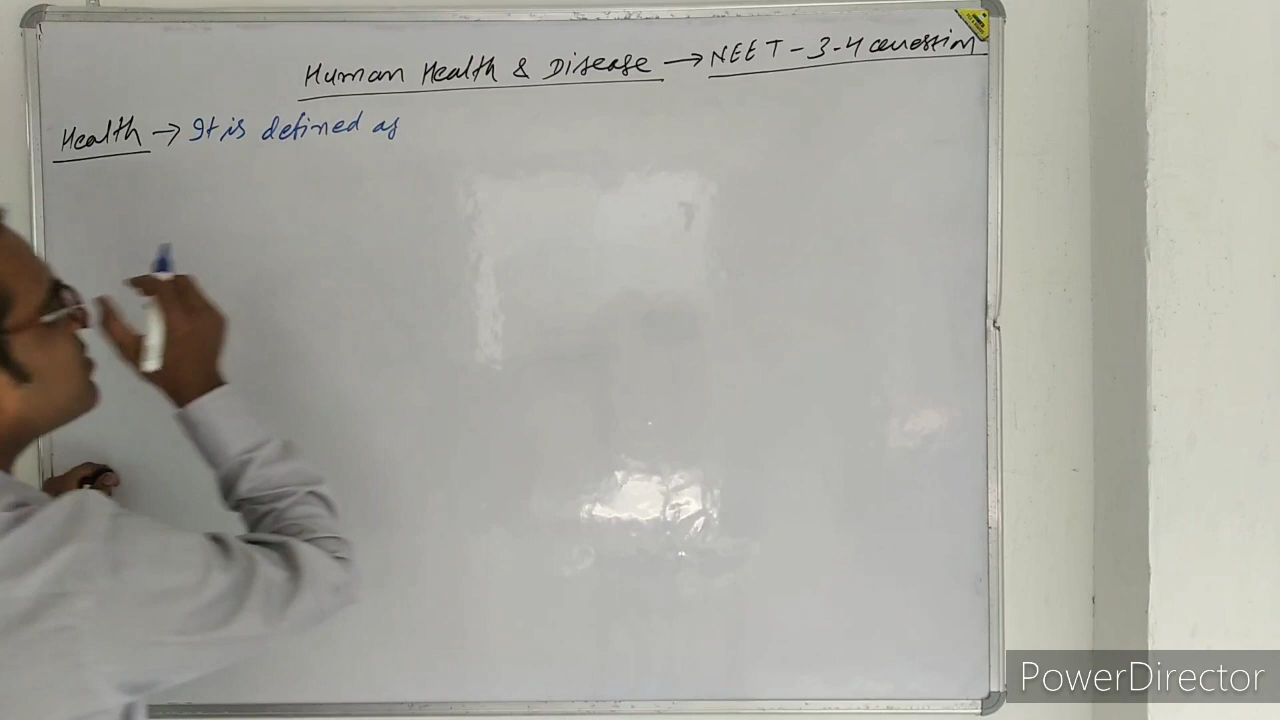 Human Health & Disease → NEET - 3-4 question
Health → It is defined as
PowerDirector